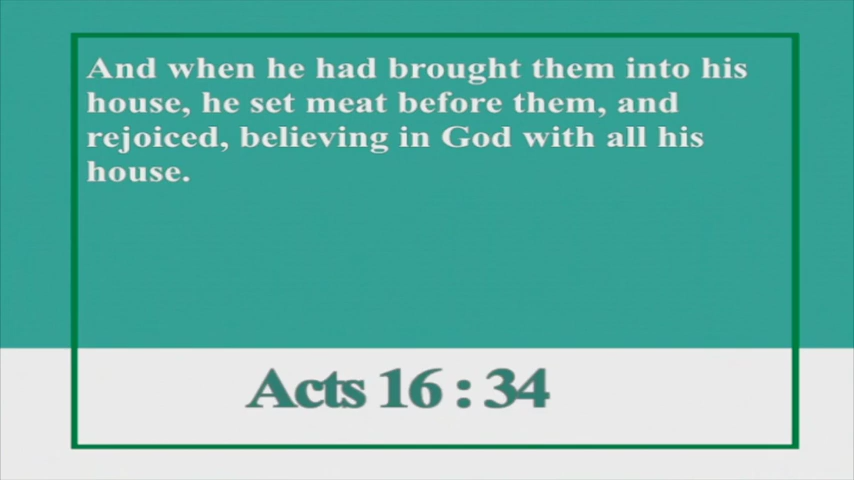 And when he had brought them into his
house, he set meat before them, and
rejoiced, believing in God with all his
house.
Acts 16 : 34